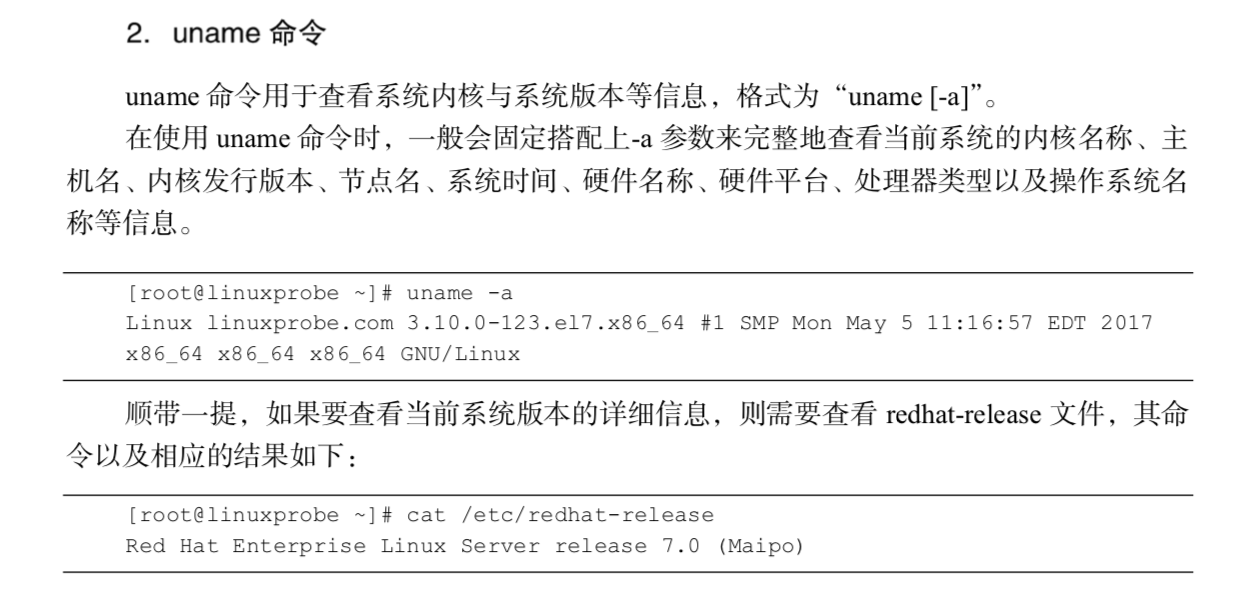 2. uname 命令
uname 命令用于查看系统内核与系统版本等信息，格式为“uname [-a]”。
在使用 uname 命令时，一般会固定搭配上-a 参数来完整地查看当前系统的内核名称、主
机名、内核发行版本、节点名、系统时间、硬件名称、硬件平台、处理器类型以及操作系统名
称等信息。
[root@linuxprobe ~]# uname -a
Linux linuxprobe.com 3.10.0-123.el7.x86_64 #1 SMP Mon May 5 11:16:57 EDT 2017
x86_64 x86_64 x86_64 GNU/Linux
顺带一提，如果要查看当前系统版本的详细信息，则需要查看 redhat-release 文件，其命
令以及相应的结果如下：
[root@linuxprobe ~]# cat /etc/redhat-release
Red Hat Enterprise Linux Server release 7.0 (Maipo)